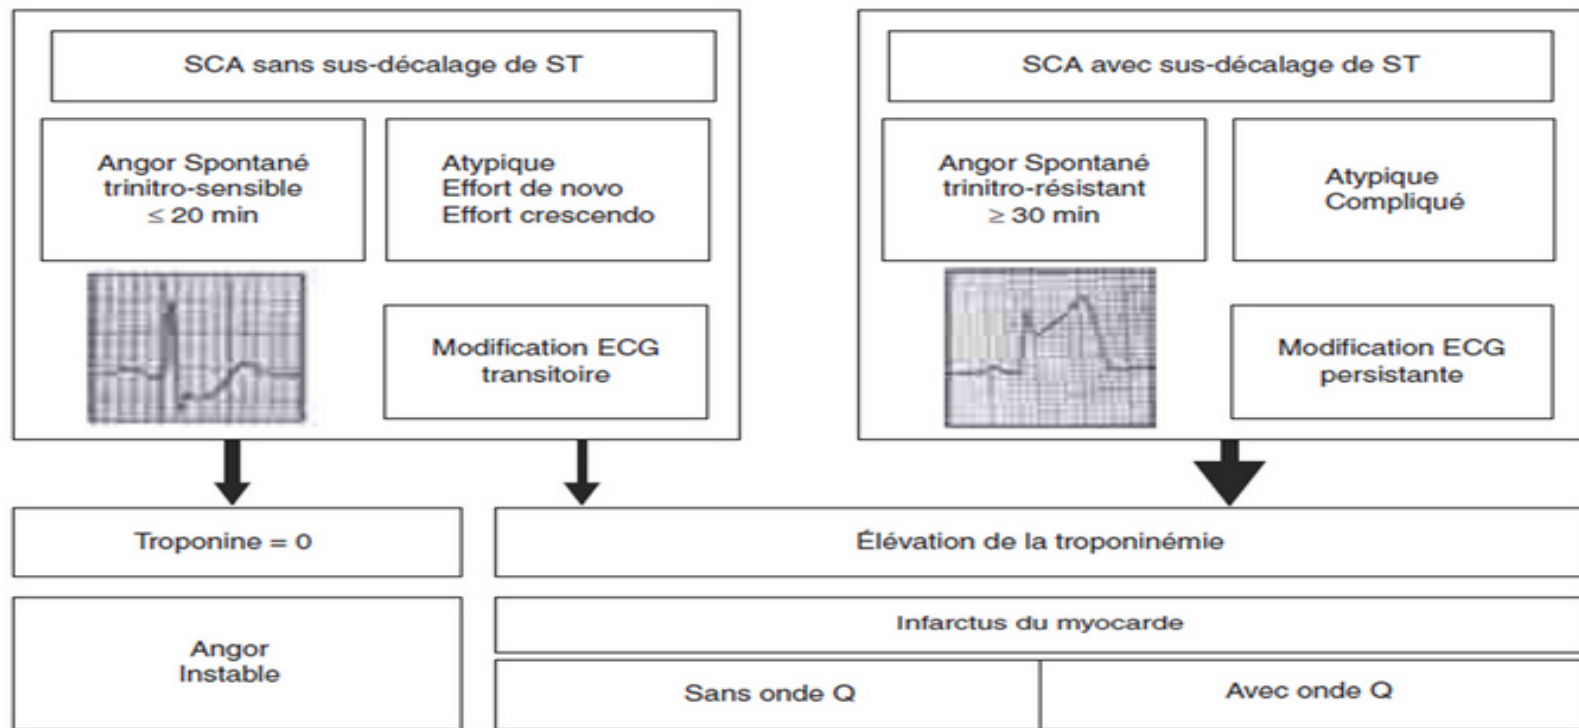 SCA sans sus-décalage de ST
Angor Spontané
trinitro-sensible
≤ 20 min
Atypique
Effort de novo
Effort crescendo
Modification ECG
transitoire
SCA avec sus-décalage de ST
Angor Spontané
trinitro-résistant
≥ 30 min
Atypique
Compliqué
Modification ECG
persistante
Troponine = 0
Élévation de la troponinémie
Angor
Instable
Infarctus du myocarde
Sans onde Q
Avec onde Q